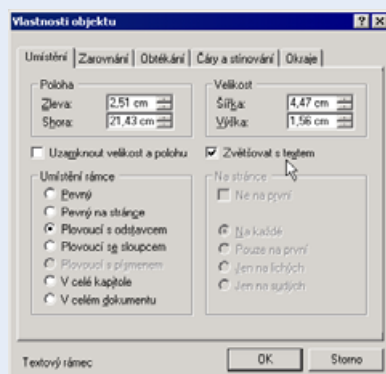 Vlastnosti objektu
Umístění Zarovnání Obtékání Čáry a stínování Okraje
Poloha
Zleva: 2,51 cm
Shora: 21,43 cm
Velikost
Šířka: 4,47 cm
Výška: 1,56 cm
Uzamknout velikost a polohu
Zvětšovat s textem
Umístění rámce
Pevný
Pevný na stránce
Plovoucí s odstavcem
Plovoucí se sloupcem
Plovoucí s písmenem
V celé kapitole
V celém dokumentu
Na stránce
Ne na první
Na každé
Pouze na první
Jen na lichých
Jen na sudých
Textový rámec
OK
Storno